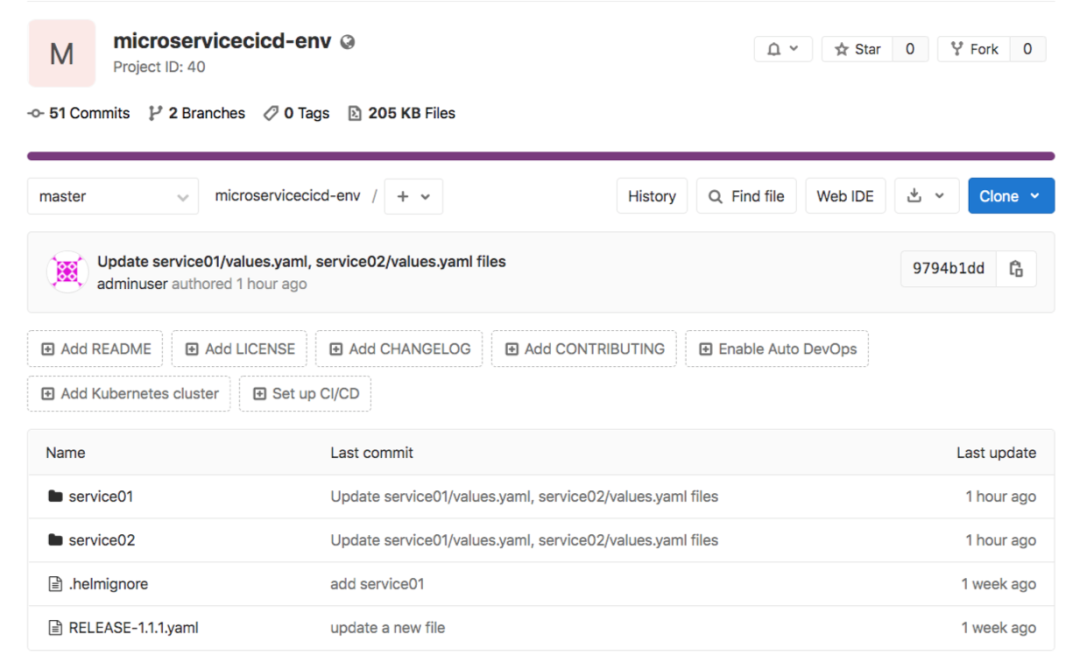 M
microservicecicd-env
Project ID: 40
Star 0 Fork 0
51 Commits 2 Branches 0 Tags 205 KB Files
master microservicecicd-env / + History Find file Web IDE Clone
Update service01/values.yaml, service02/values.yaml files
adminuser authored 1 hour ago
9794b1dd
Add README Add LICENSE Add CHANGELOG Add CONTRIBUTING Enable Auto DevOps
Add Kubernetes cluster Set up CI/CD
Name Last commit Last update
service01 Update service01/values.yaml, service02/values.yaml files 1 hour ago
service02 Update service01/values.yaml, service02/values.yaml files 1 hour ago
.helmignore add service01 1 week ago
RELEASE-1.1.1.yaml update a new file 1 week ago